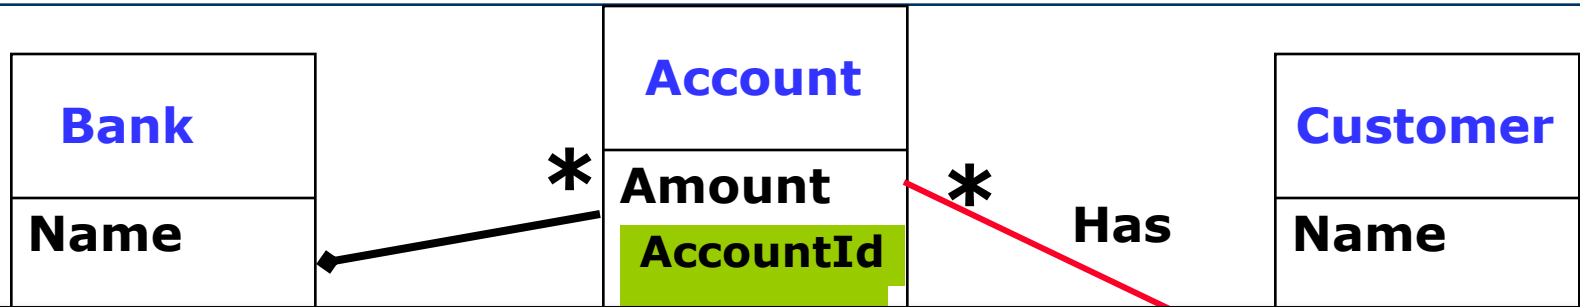 Bank
Name
*
Account
Amount
AccountId
*
Has
Customer
Name